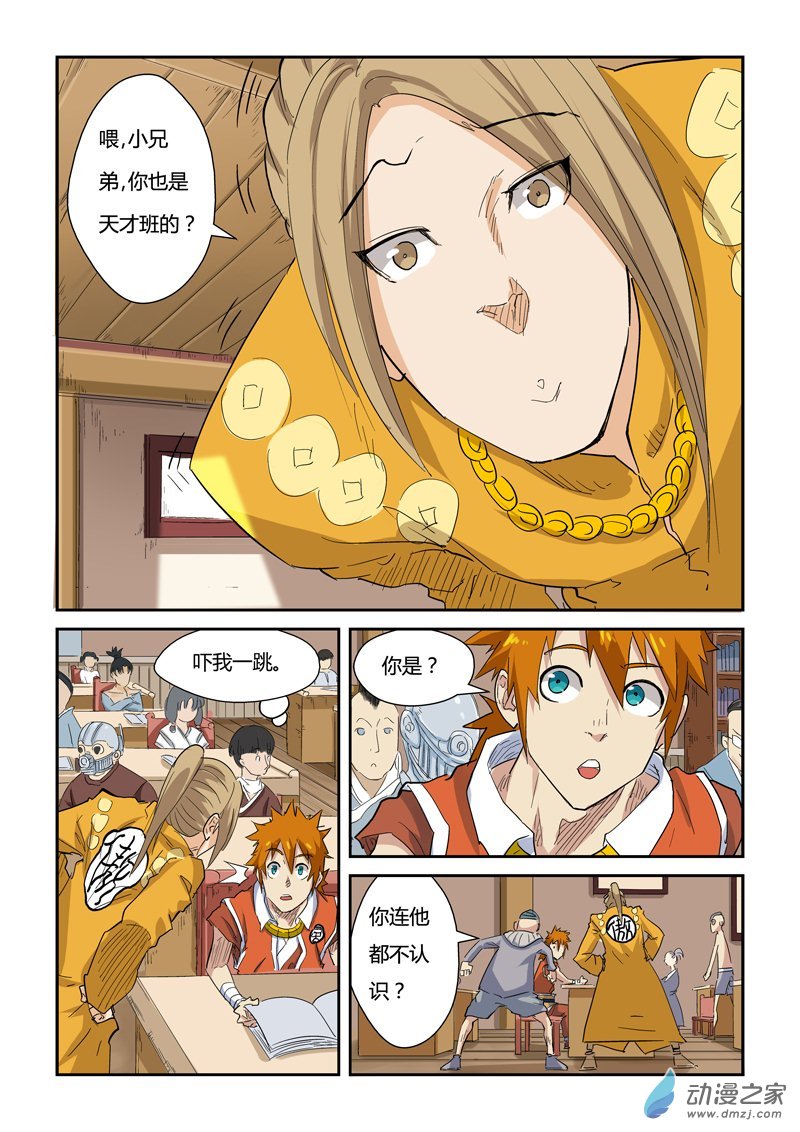 喂,小兄
弟,你也是
天才班的？
吓我一跳。
你是？
你连他
都不认
识？
傲
动漫之家
www.dmzj.com